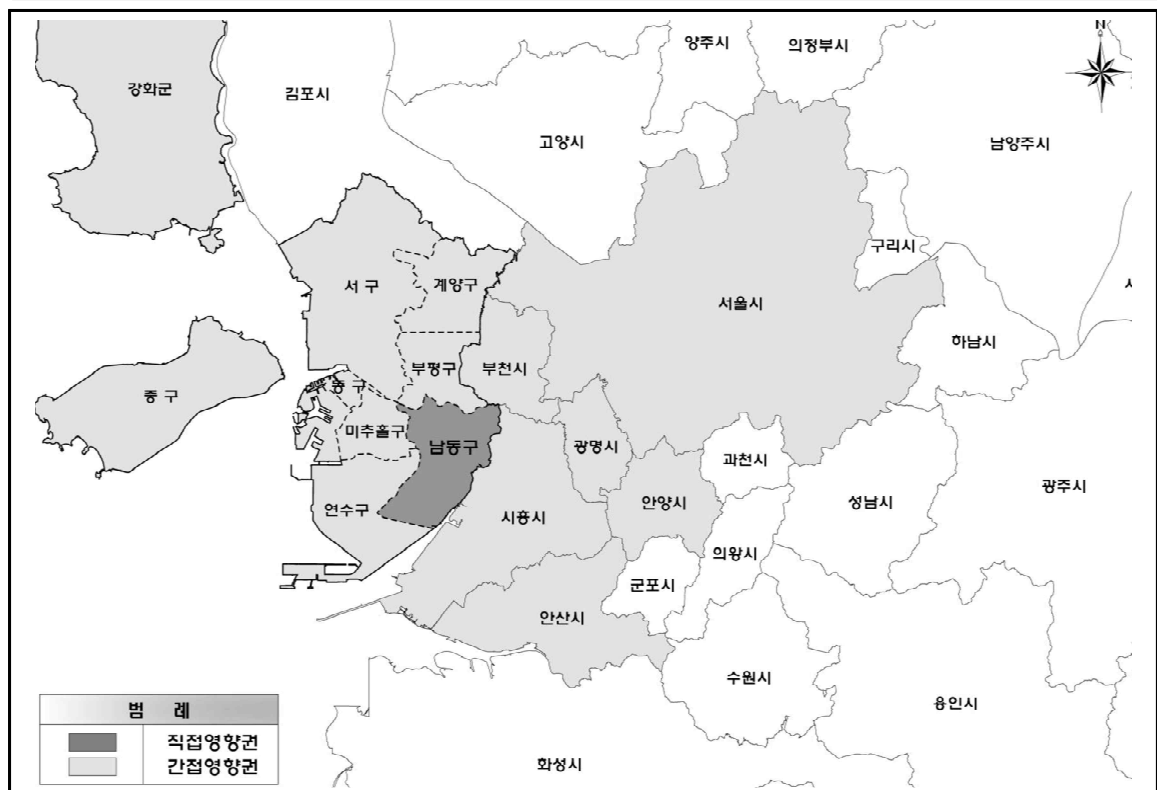 양주시
의정부시
N
강화군
김포시
고양시
남양주시
구리시
서 구
계양구
서울시
하남시
부평구
부천시
중 구
동 구
미추홀구
남동구
광명시
과천시
성남시
광주시
연수구
시흥시
안양시
의왕시
군포시
안산시
수원시
용인시
화성시
범 례
직접영향권
간접영향권